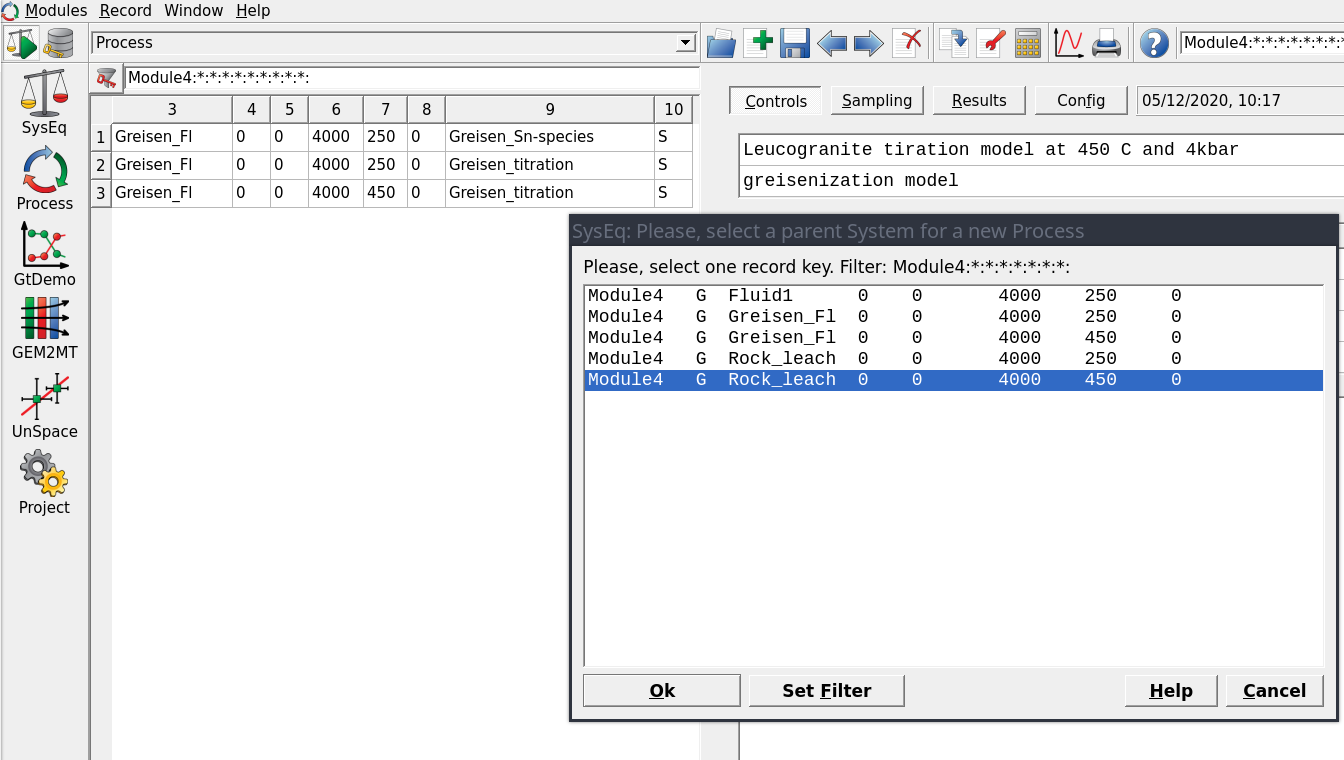 Modules Record Window Help
Process
Module4:*:*:*:*:*:*:*
Module4:*:*:*:*:*:*:*:*:*:
SysEq
Process
GtDemo
GEM2MT
UnSpace
Project
3 4 5 6 7 8 9 10
1 Greisen_Fl 0 0 4000 250 0 Greisen_Sn-species S
2 Greisen_Fl 0 0 4000 250 0 Greisen_titration S
3 Greisen_Fl 0 0 4000 450 0 Greisen_titration S
Controls Sampling Results Config 05/12/2020, 10:17
Leucogranite tiration model at 450 C and 4kbar
greisenization model
SysEq: Please, select a parent System for a new Process
Please, select one record key. Filter: Module4:*:*:*:*:*:*:*:
Module4 G Fluid1 0 0 4000 250 0
Module4 G Greisen_Fl 0 0 4000 250 0
Module4 G Greisen_Fl 0 0 4000 450 0
Module4 G Rock_leach 0 0 4000 250 0
Module4 G Rock_leach 0 0 4000 450 0
Ok Set Filter Help Cancel